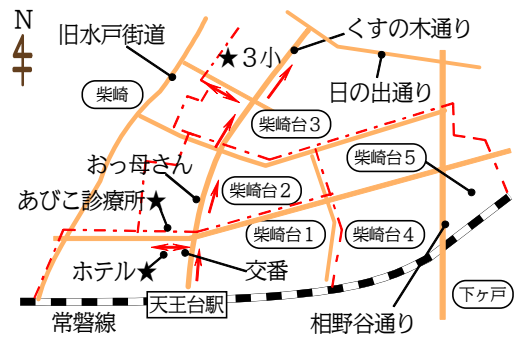 N
旧水戸街道
くすの木通り
★3小
日の出通り
柴崎
柴崎台3
おっ母さん
柴崎台5
柴崎台2
あびこ診療所★
柴崎台1
柴崎台4
ホテル★
交番
天王台駅
下ヶ戸
常磐線
相野谷通り